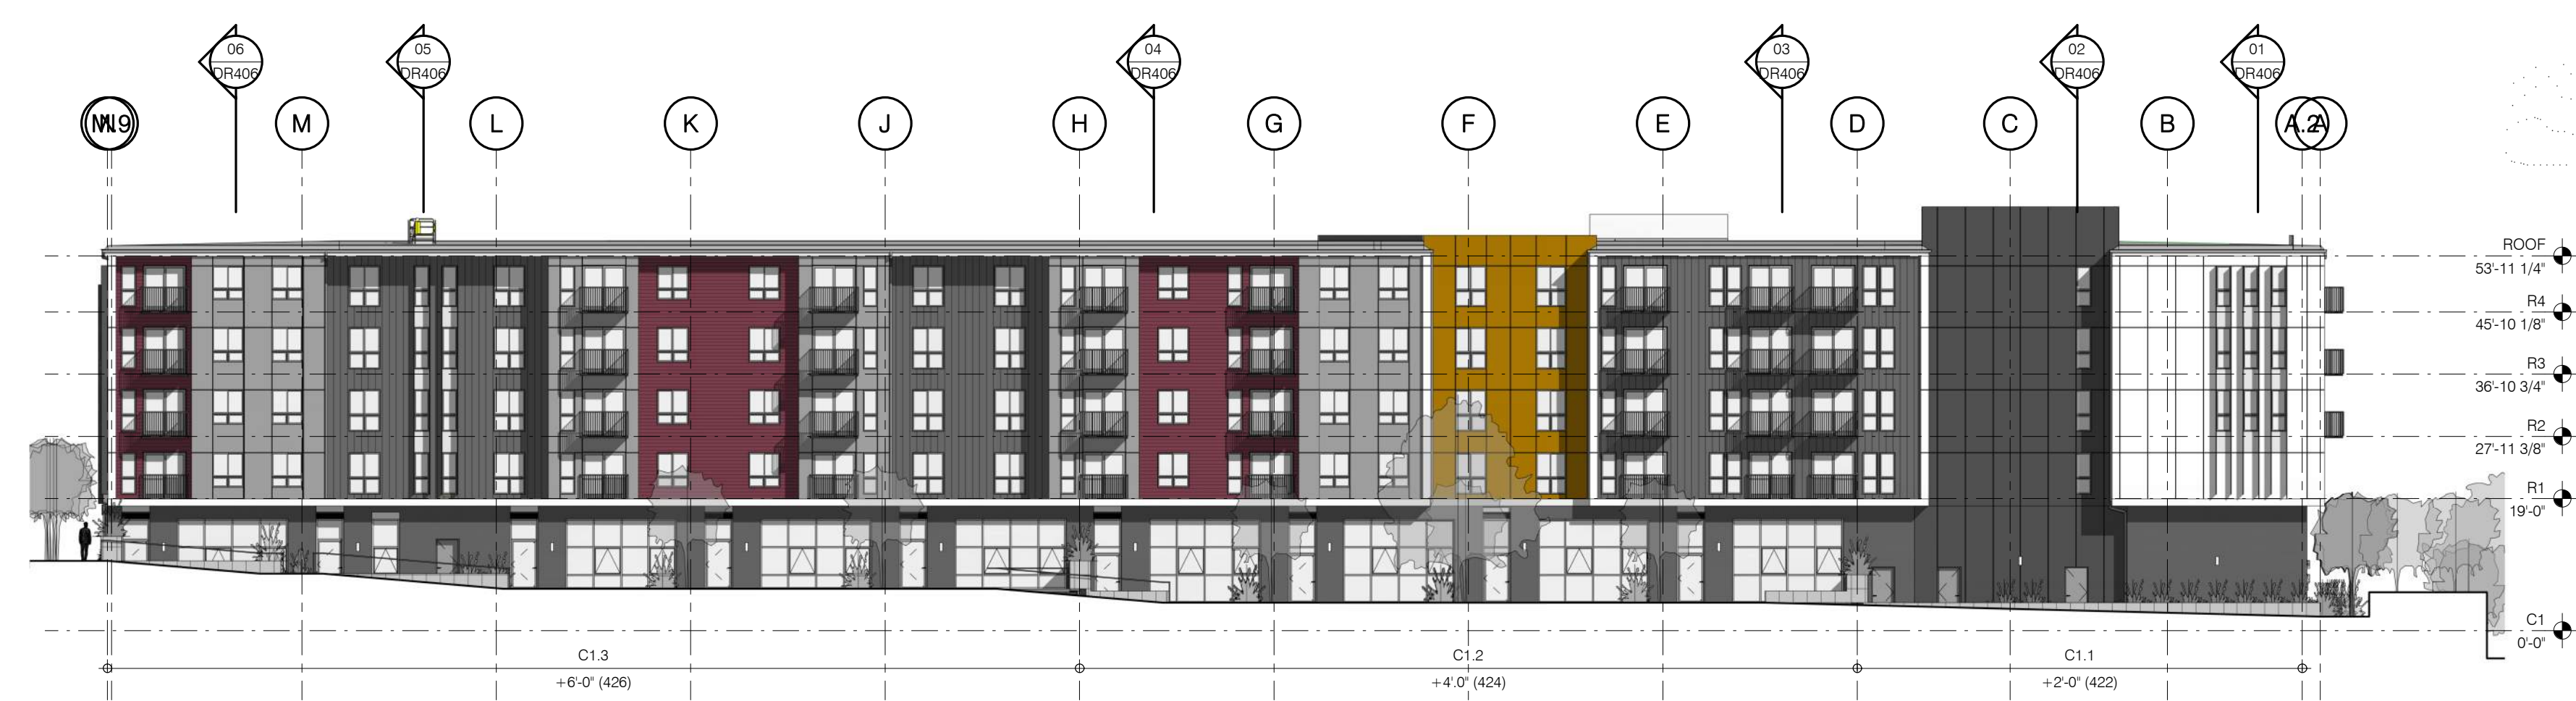 06
DR406
05
DR406
04
DR406
03
DR406
02
DR406
01
DR406
M
L
K
J
H
G
F
E
D
C
B
A.2
A
ROOF
53'-11 1/4"
R4
45'-10 1/8"
R3
36'-10 3/4"
R2
27'-11 3/8"
R1
19'-0"
C1
0'-0"
C1.3
+6'-0" (426)
C1.2
+4'.0" (424)
C1.1
+2'-0" (422)